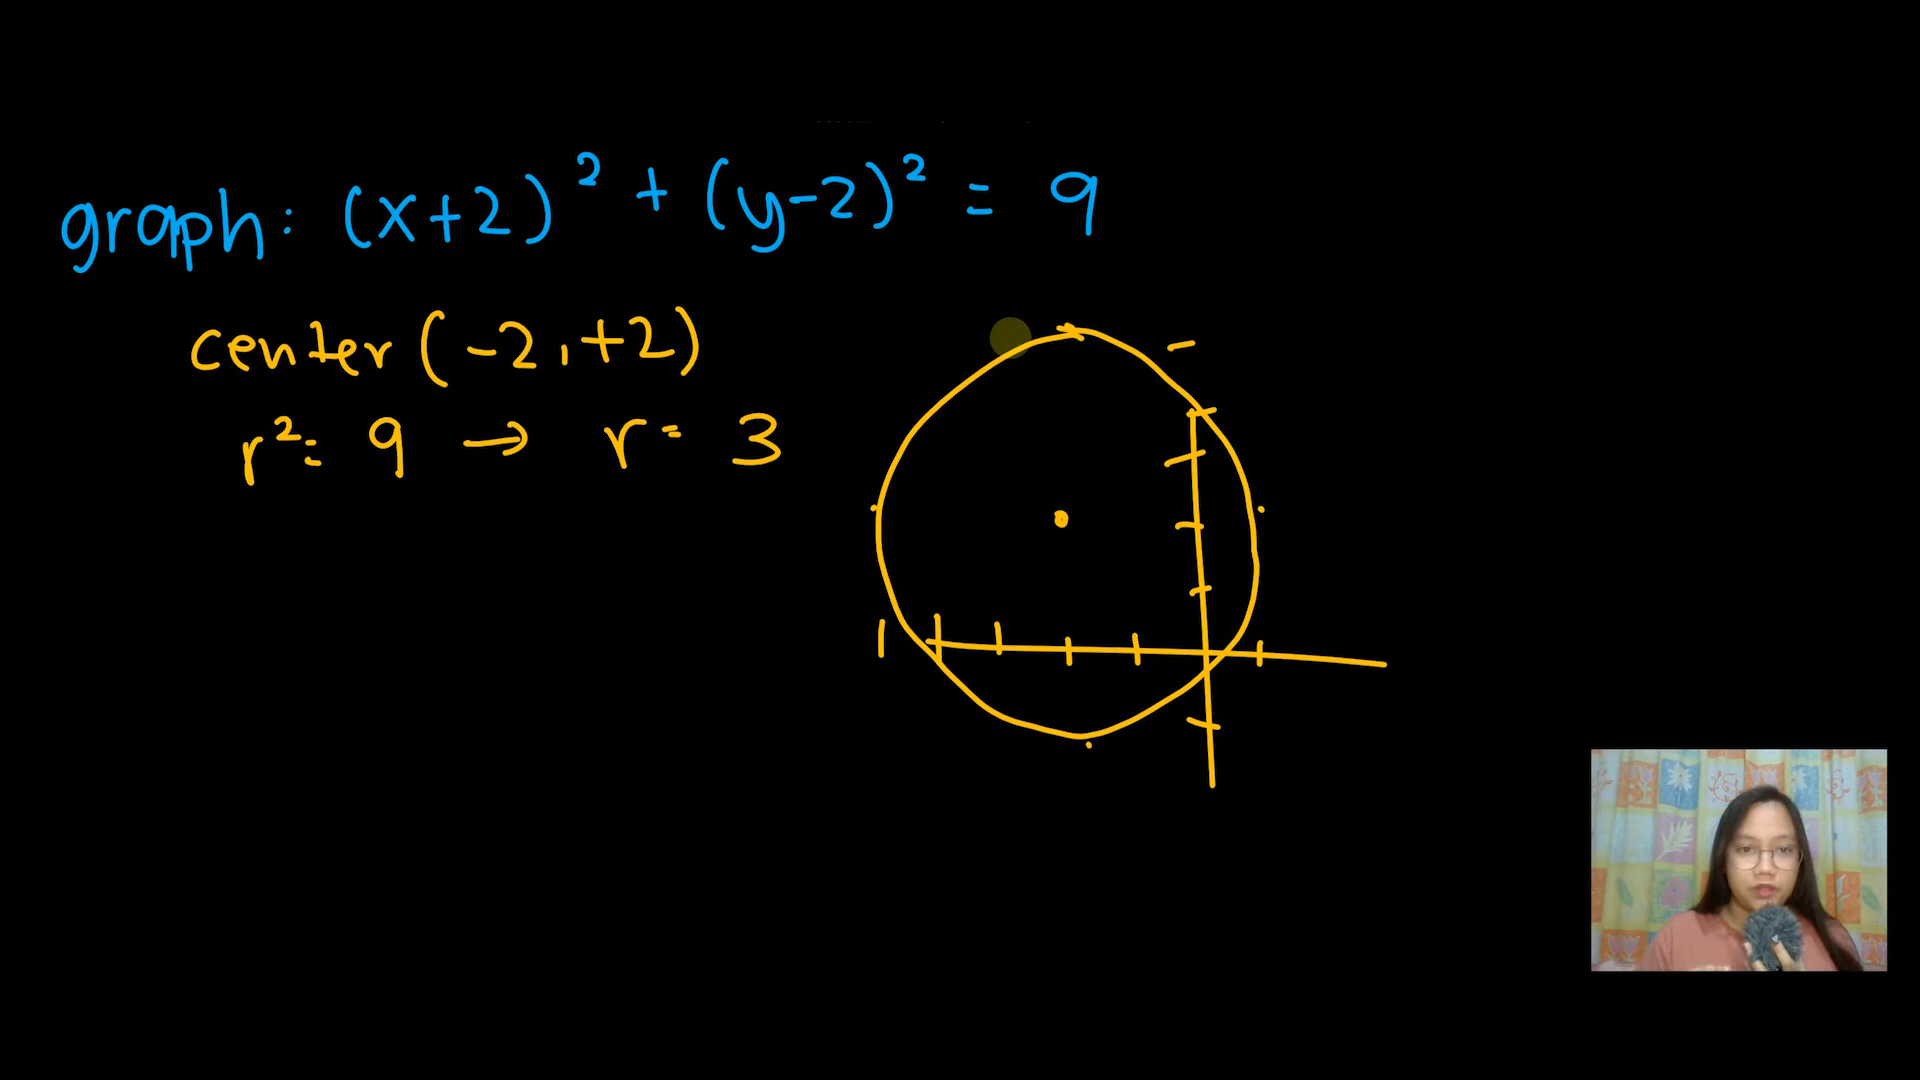 graph: (x+2)² + (y-2)² = 9
center (-2, +2)
r² = 9 → r = 3